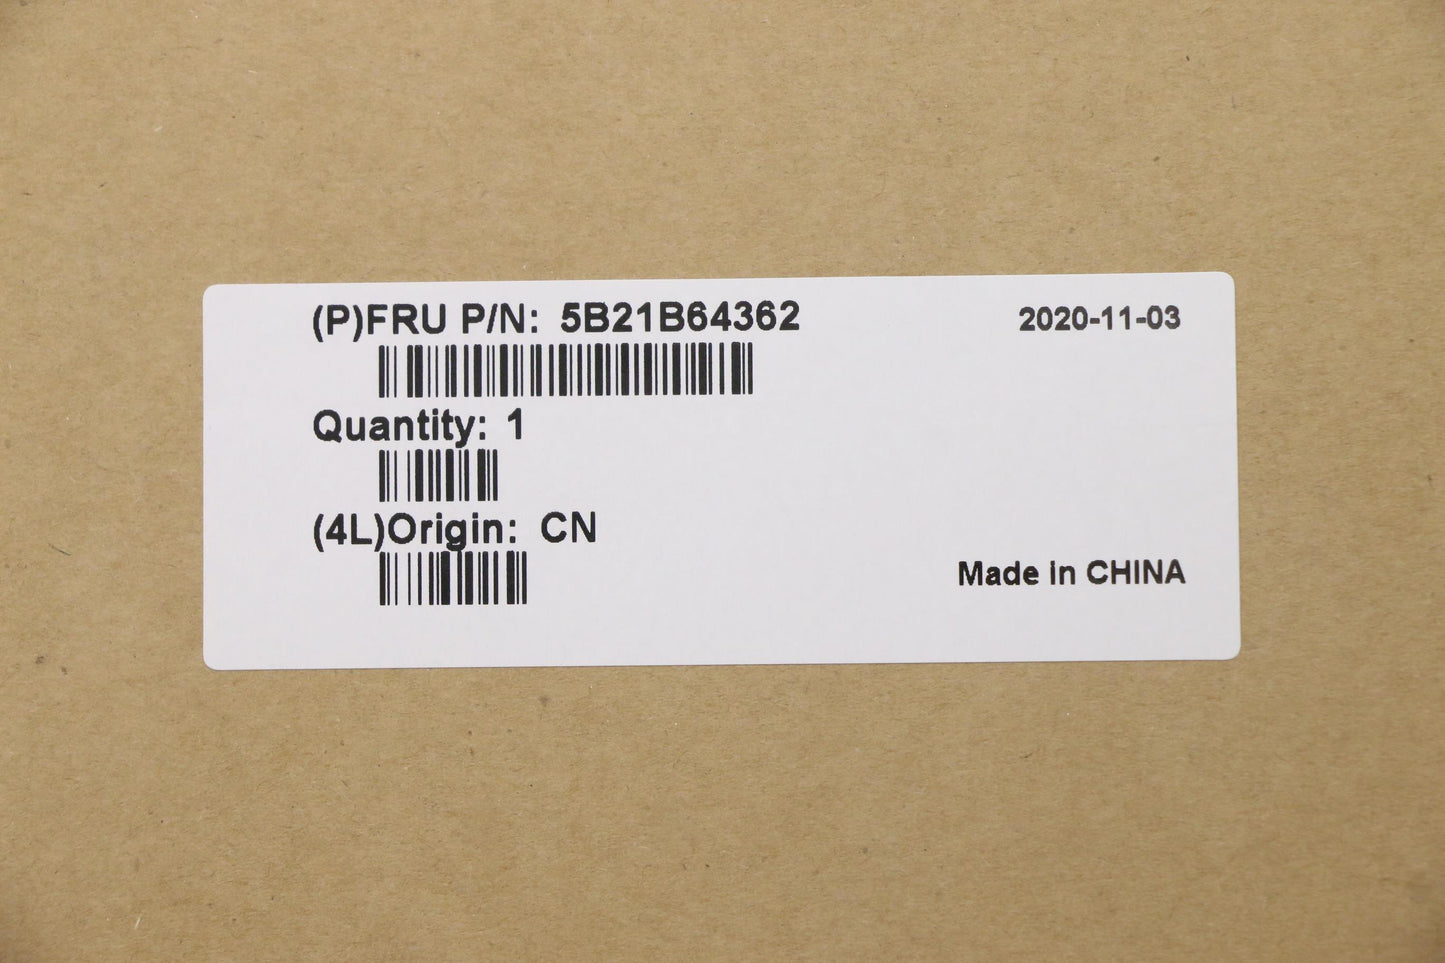 (P)FRU P/N: 5B21B64362
2020-11-03
Quantity: 1
(4L)Origin: CN
Made in CHINA